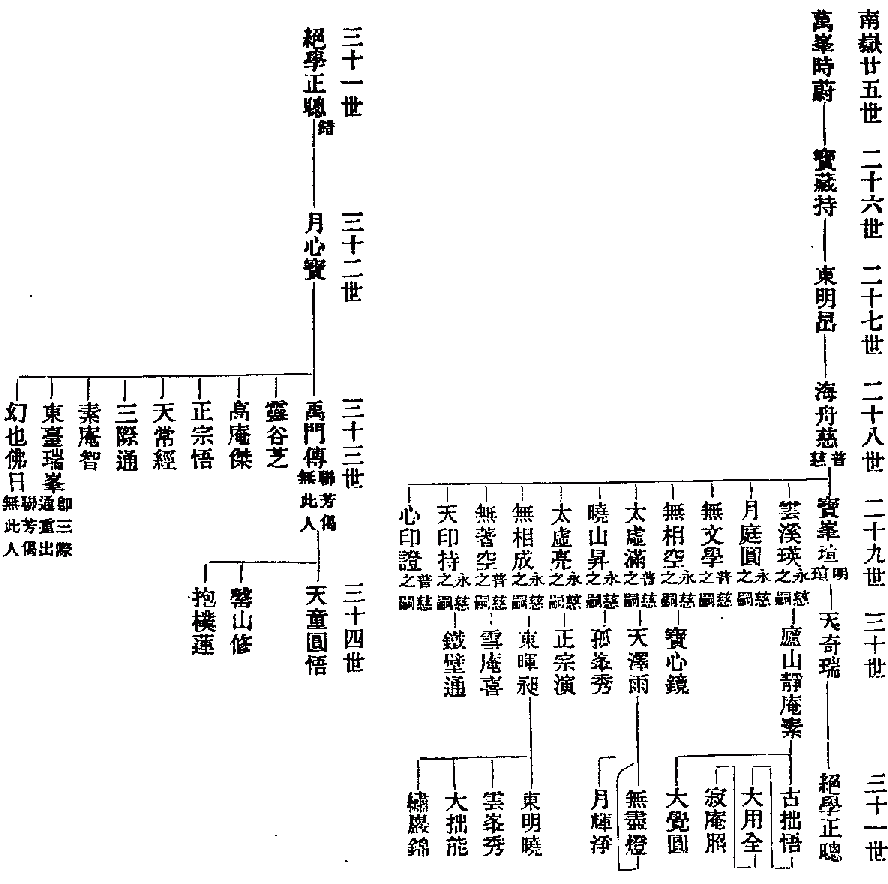 南嶽廿五世
二十六世
二十七世
二十八世
二十九世
三十世
三十一世
萬峯時蔚
寶藏持
東明旵
海舟慈
普慈
寶峯瑄
明瑄
天奇瑞
絕學正聰
雲溪瑛
永慈之嗣
廬山靜庵素
古拙悟
大用全
寂庵照
大覺圓
月庭圓
永慈之嗣
無文學
普慈之嗣
無相空
永慈之嗣
寶心鏡
太虛滿
普慈之嗣
天澤雨
無盡燈
月輝淨
曉山昇
永慈之嗣
孤峯秀
太虛亮
永慈之嗣
正宗演
無相成
永慈之嗣
東暉昶
東明曉
雲峯秀
大拙能
繡巖錦
無著空
普慈之嗣
雪庵喜
天印持
永慈之嗣
鐵壁通
心印證
普慈之嗣
三十一世
三十二世
三十三世
三十四世
絕學正聰
錯
月心寶
禹門傳
聯芳偈無此人
天童圓悟
磬山修
抱樸蓮
靈谷芝
高庵傑
正宗悟
天常經
三際通
素庵智
東臺瑞峯
即三際通重出
幻也佛日
聯芳偈無此人